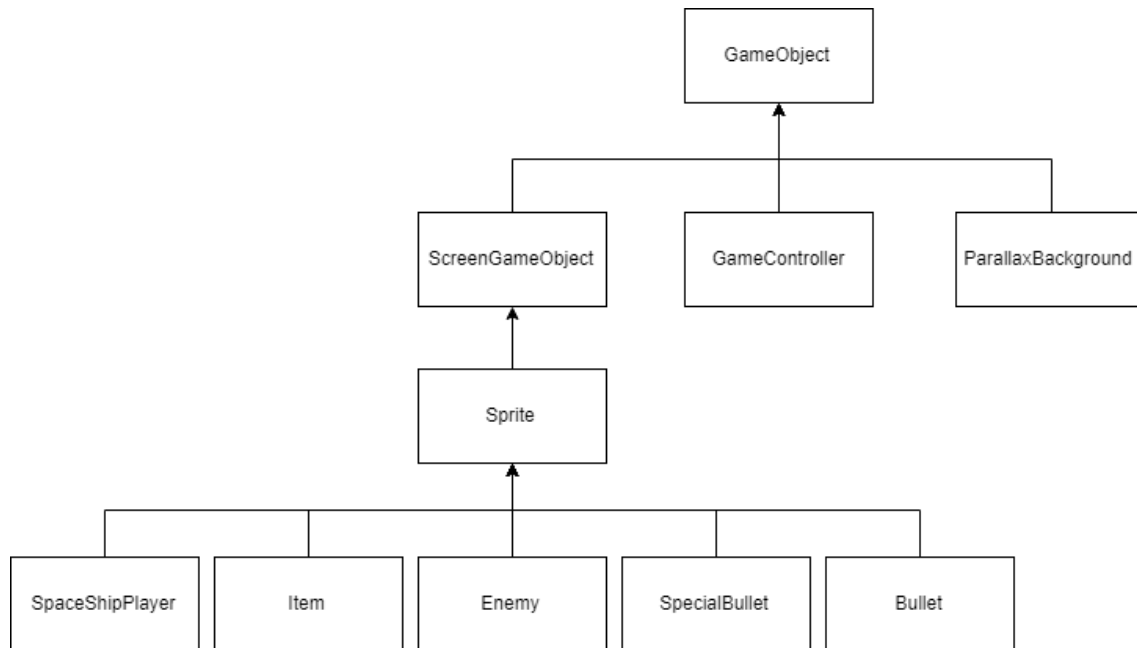 GameObject
ScreenGameObject
GameController
ParallaxBackground
Sprite
SpaceShipPlayer
Item
Enemy
SpecialBullet
Bullet